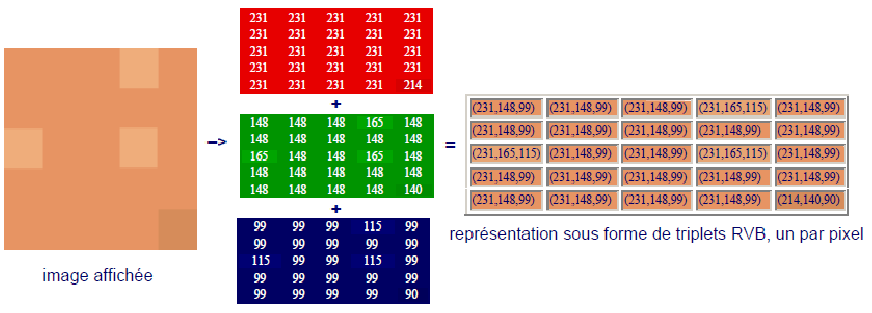 231 231 231 231 231
231 231 231 231 231
231 231 231 231 231
231 231 231 231 231
231 231 231 231 214
+
148 148 148 165 148
148 148 148 148 148
165 148 148 165 148
148 148 148 148 148
148 148 148 148 140
+
99 99 99 115 99
99 99 99 99 99
115 99 99 115 99
99 99 99 99 99
99 99 99 99 90
image affichée
->
=
(231,148,99) (231,148,99) (231,148,99) (231,165,115) (231,148,99)
(231,148,99) (231,148,99) (231,148,99) (231,148,99) (231,148,99)
(231,165,115) (231,148,99) (231,148,99) (231,165,115) (231,148,99)
(231,148,99) (231,148,99) (231,148,99) (231,148,99) (231,148,99)
(231,148,99) (231,148,99) (231,148,99) (231,148,99) (214,140,90)
représentation sous forme de triplets RVB, un par pixel